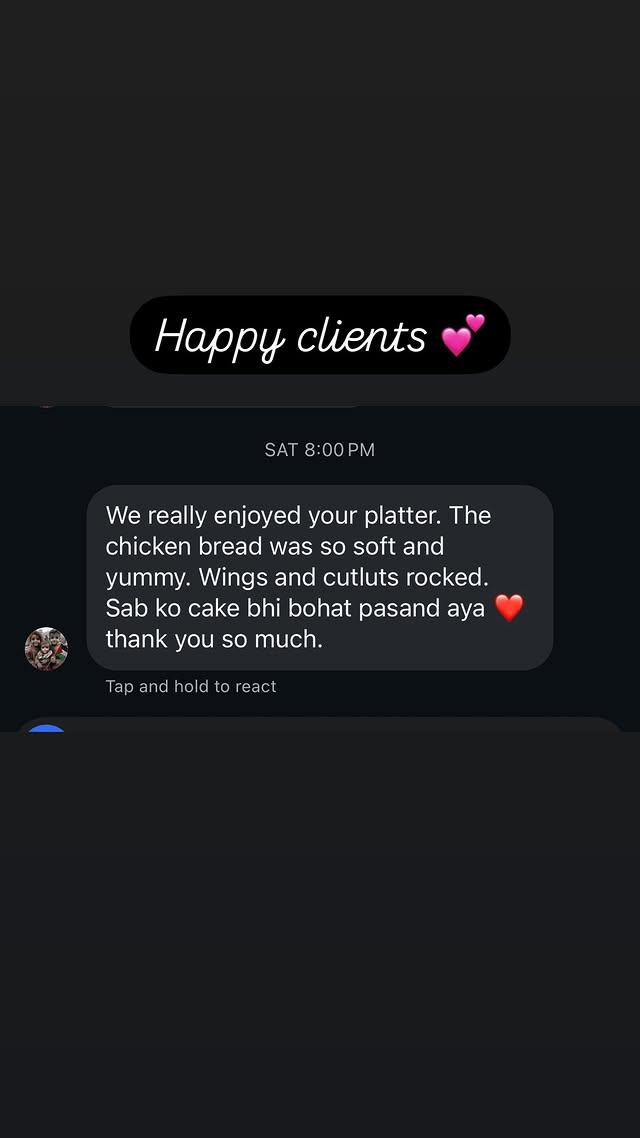 Happy clients 💕
SAT 8:00 PM
We really enjoyed your platter. The
chicken bread was so soft and
yummy. Wings and cutluts rocked.
Sab ko cake bhi bohat pasand aya ❤️
thank you so much.
Tap and hold to react